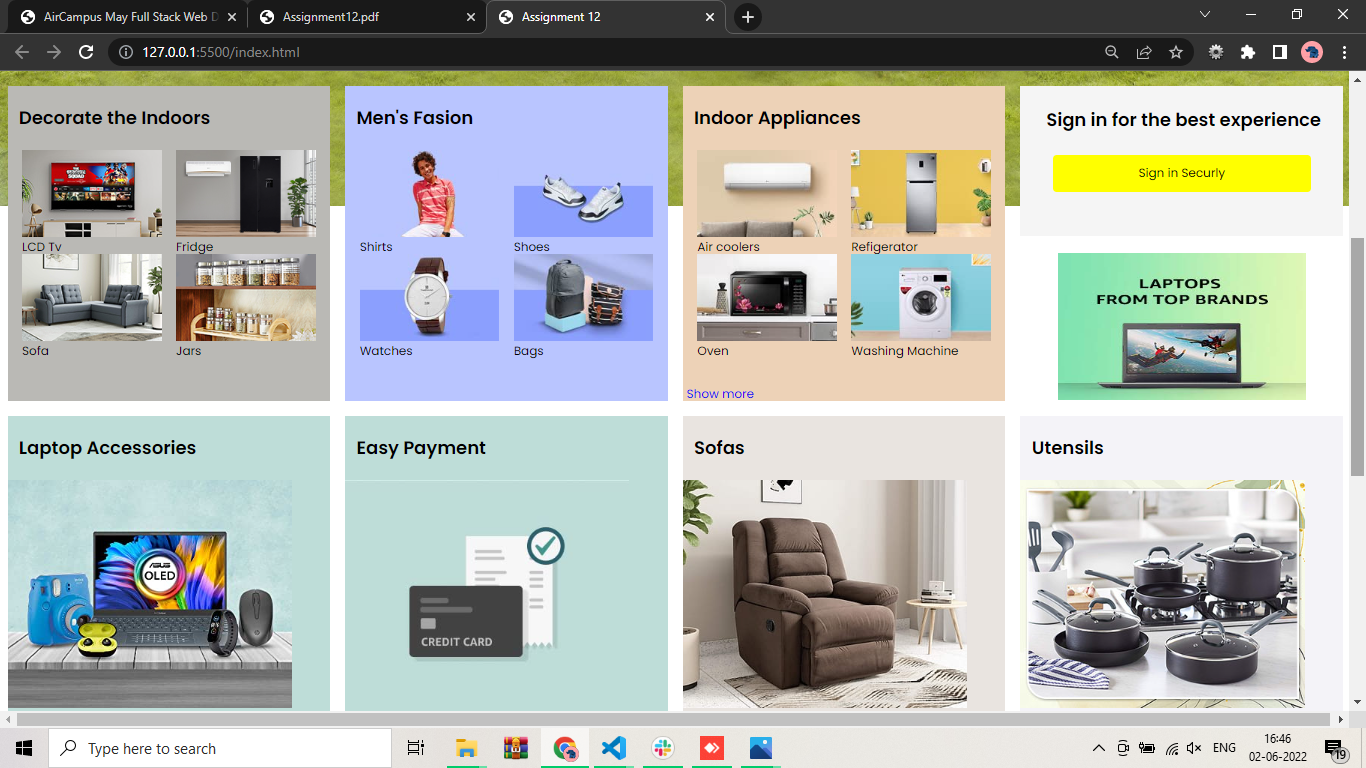 AirCampus May Full Stack Web D
Assignment12.pdf
Assignment 12
127.0.0.1:5500/index.html
Decorate the Indoors
LCD Tv
Fridge
Sofa
Jars
Men's Fasion
Shirts
Shoes
Watches
Bags
Indoor Appliances
Air coolers
Refigerator
Oven
Washing Machine
Show more
Sign in for the best experience
Sign in Securly
LAPTOPS
FROM TOP BRANDS
Laptop Accessories
ASUS
OLED
Easy Payment
CREDIT CARD
Sofas
Utensils
Type here to search
ENG
16:46
02-06-2022
19